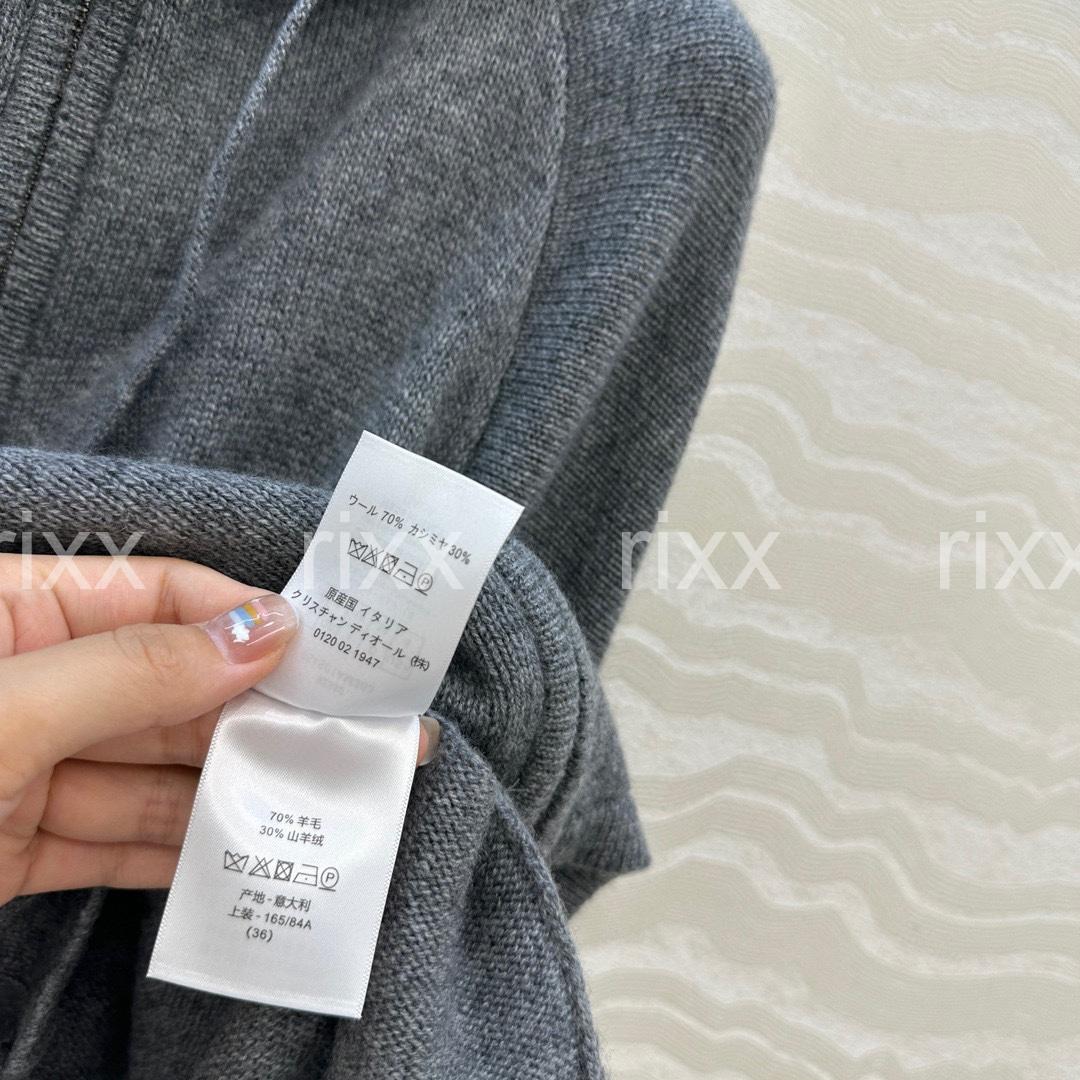 ウール 70% カシミヤ 30%
原産国 イタリア
クリスチャン ディオール (株)
0120 02 1947
rixx rixx rixx rixx
70% 羊毛
30% 山羊绒
产地 - 意大利
上装 - 165/84A
(36)